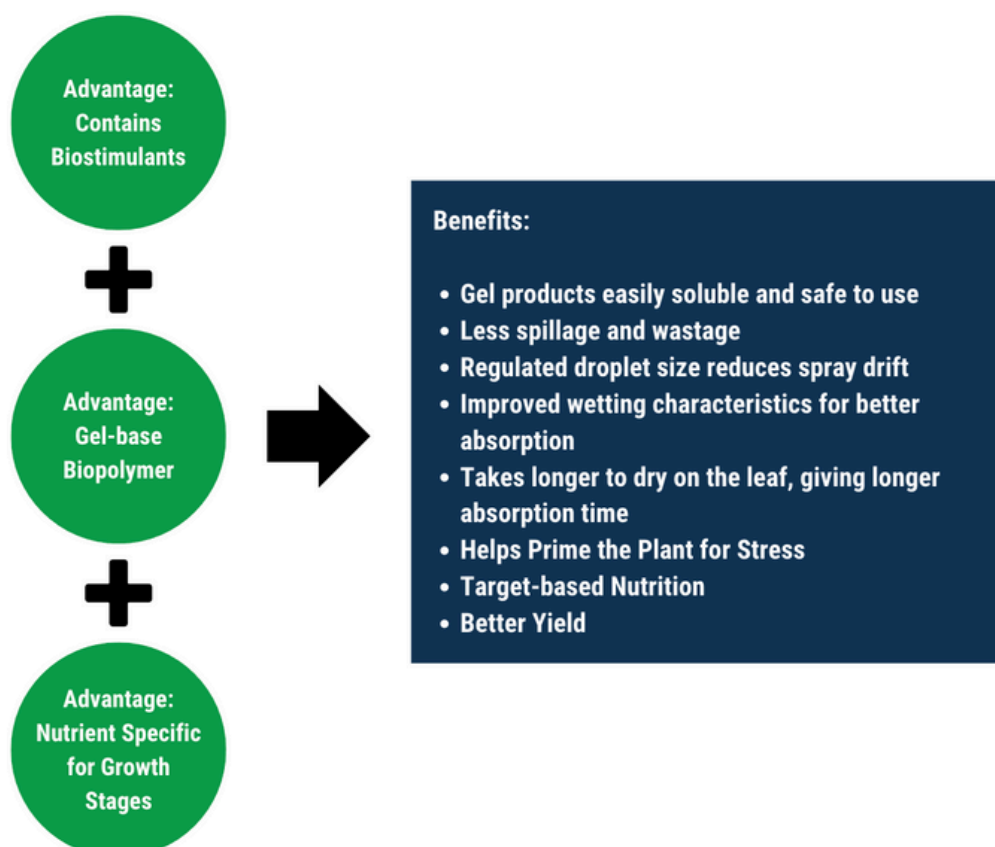 Advantage:
Contains
Biostimulants
Advantage:
Gel-base
Biopolymer
Advantage:
Nutrient Specific
for Growth
Stages
Benefits:
• Gel products easily soluble and safe to use
• Less spillage and wastage
• Regulated droplet size reduces spray drift
• Improved wetting characteristics for better
absorption
• Takes longer to dry on the leaf, giving longer
absorption time
• Helps Prime the Plant for Stress
• Target-based Nutrition
• Better Yield